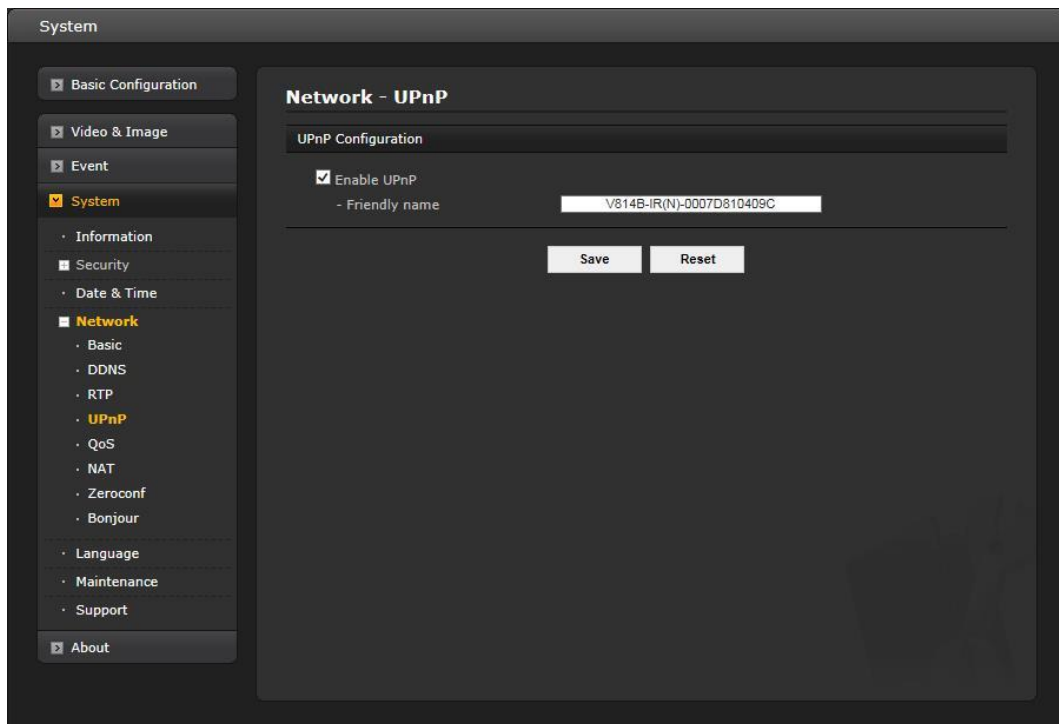 System
Basic Configuration
Video & Image
Event
System
· Information
Security
· Date & Time
Network
· Basic
· DDNS
· RTP
· UPnP
· QoS
· NAT
· Zeroconf
· Bonjour
· Language
· Maintenance
· Support
About
Network - UPnP
UPnP Configuration
Enable UPnP
- Friendly name V814B-IR(N)-0007D810409C
Save Reset